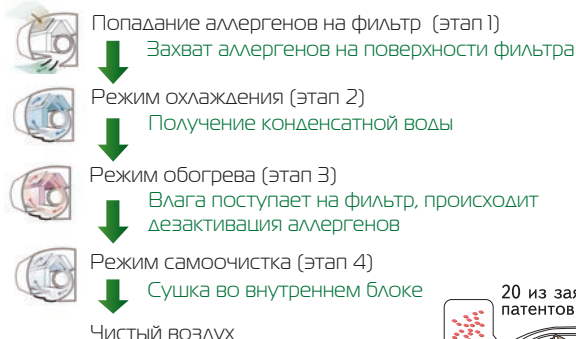 Попадание аллергенов на фильтр (этап 1)
Захват аллергенов на поверхности фильтра
Режим охлаждения (этап 2)
Получение конденсатной воды
Режим обогрева (этап 3)
Влага поступает на фильтр, происходит
дезактивация аллергенов
Режим самоочистка (этап 4)
Сушка во внутреннем блоке
20 из
патентов
Чистый воздух